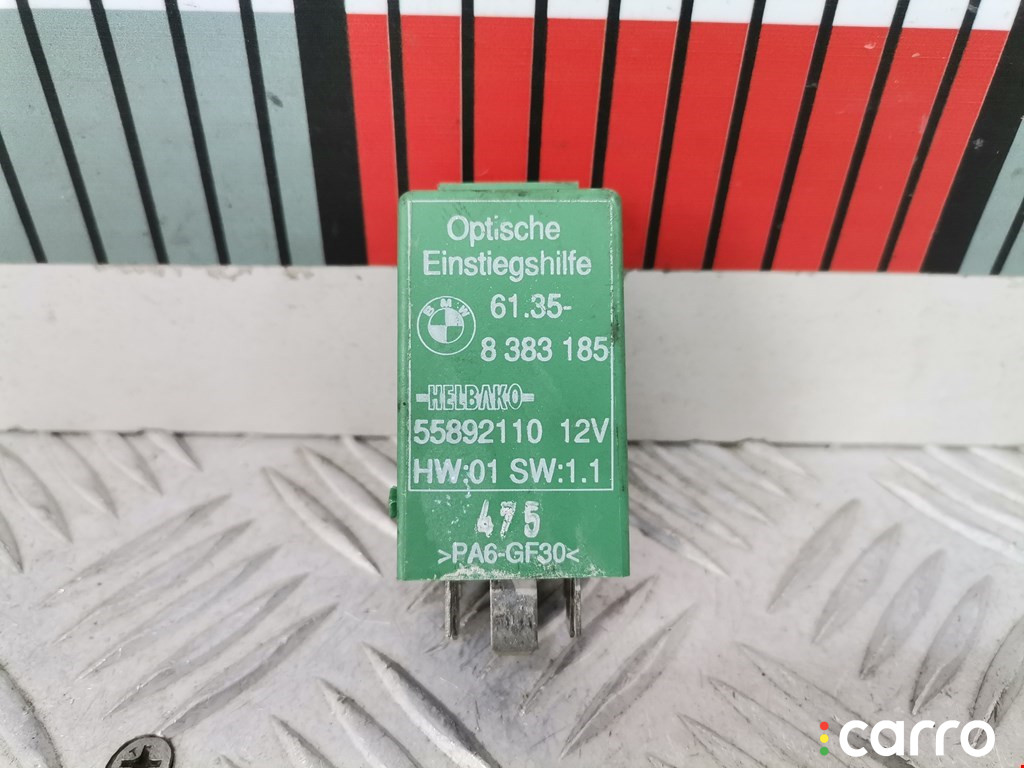 Optische
Einstiegshilfe
BMW
61.35-
8 383 185
HELBAKO
55892110 12V
HW:01 SW:1.1
475
>PA6-GF30<
carro